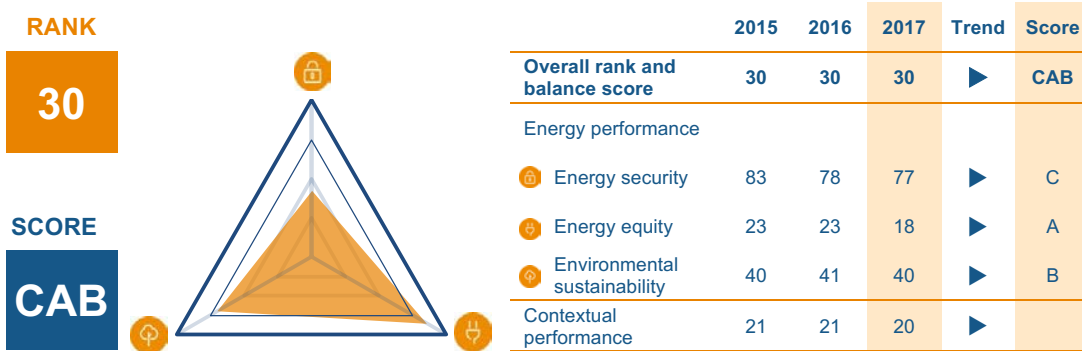 RANK
30
SCORE
CAB
2015 2016 2017 Trend Score
Overall rank and
balance score 30 30 30 CAB
Energy performance
Energy security 83 78 77 C
Energy equity 23 23 18 A
Environmental
sustainability 40 41 40 B
Contextual
performance 21 21 20